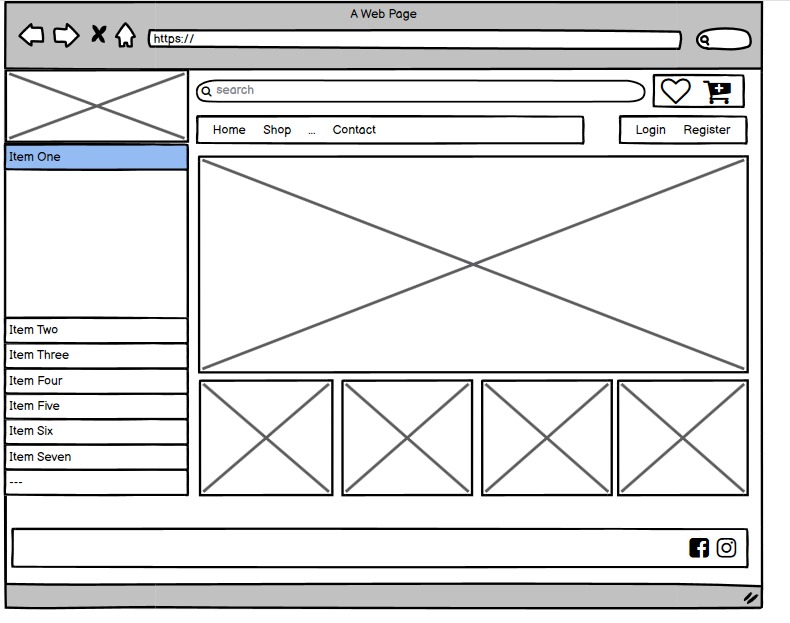 A Web Page
https://
search
Home Shop ... Contact
Login Register
Item One
Item Two
Item Three
Item Four
Item Five
Item Six
Item Seven
---